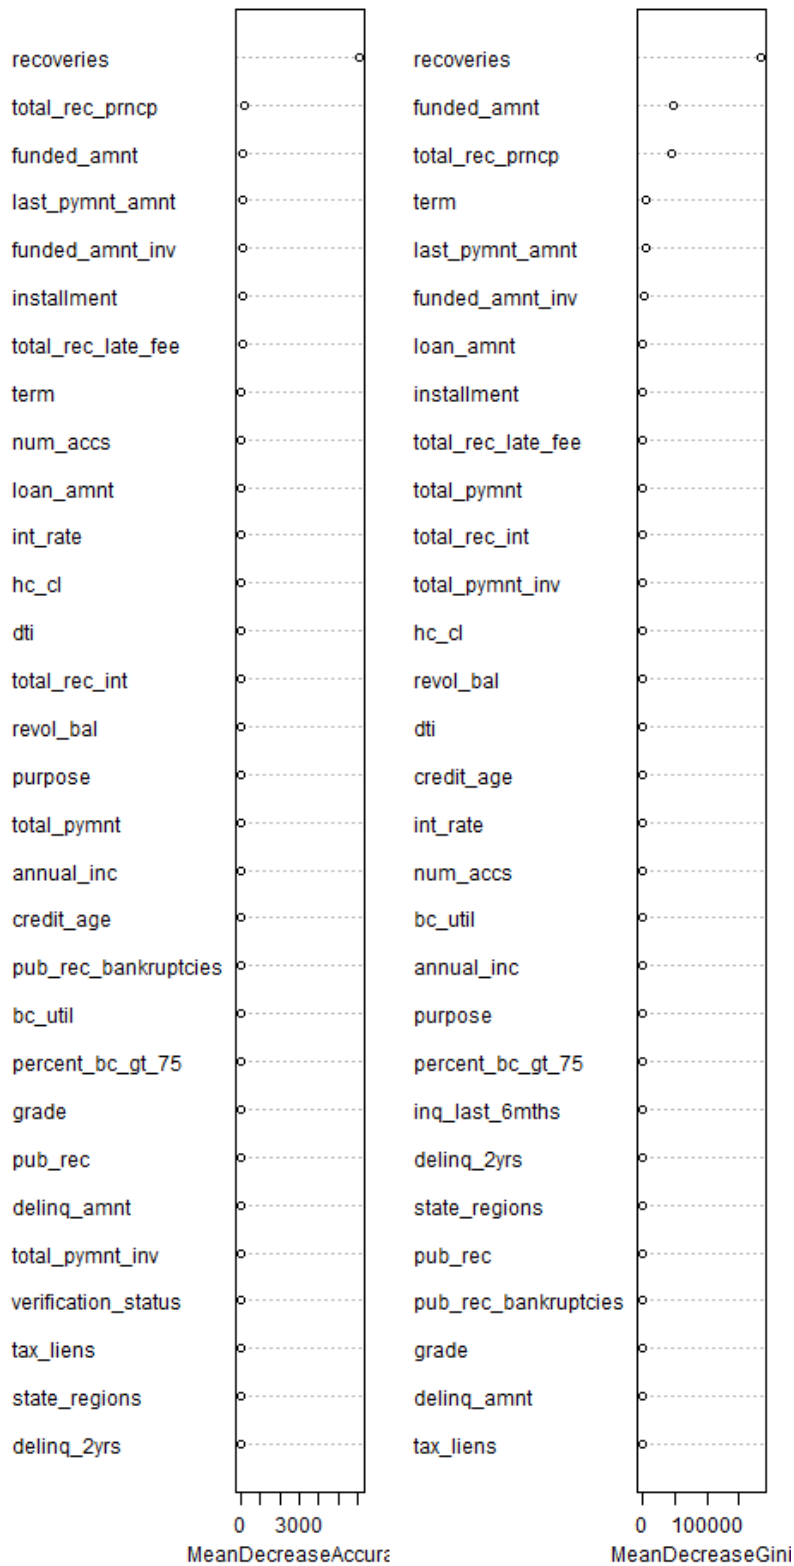 recoveries
total_rec_prncp
funded_amnt
last_pymnt_amnt
funded_amnt_inv
installment
total_rec_late_fee
term
num_accs
loan_amnt
int_rate
hc_cl
dti
total_rec_int
revol_bal
purpose
total_pymnt
annual_inc
credit_age
pub_rec_bankruptcies
bc_util
percent_bc_gt_75
grade
pub_rec
delinq_amnt
total_pymnt_inv
verification_status
tax_liens
state_regions
delinq_2yrs
0 3000
MeanDecreaseAccura
recoveries
funded_amnt
total_rec_prncp
term
last_pymnt_amnt
funded_amnt_inv
loan_amnt
installment
total_rec_late_fee
total_pymnt
total_rec_int
total_pymnt_inv
hc_cl
revol_bal
dti
credit_age
int_rate
num_accs
bc_util
annual_inc
purpose
percent_bc_gt_75
inq_last_6mths
delinq_2yrs
state_regions
pub_rec
pub_rec_bankruptcies
grade
delinq_amnt
tax_liens
0 100000
MeanDecreaseGini